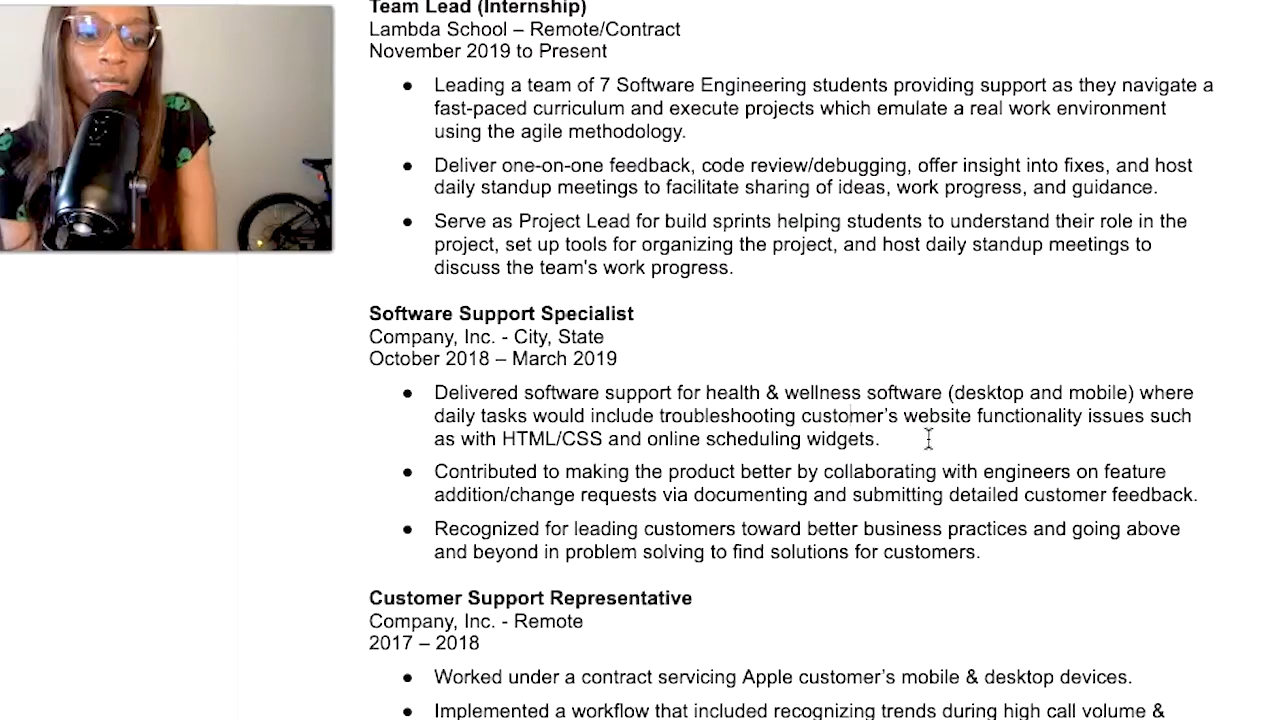 Team Lead (Internship)
Lambda School – Remote/Contract
November 2019 to Present
● Leading a team of 7 Software Engineering students providing support as they navigate a
fast-paced curriculum and execute projects which emulate a real work environment
using the agile methodology.
● Deliver one-on-one feedback, code review/debugging, offer insight into fixes, and host
daily standup meetings to facilitate sharing of ideas, work progress, and guidance.
● Serve as Project Lead for build sprints helping students to understand their role in the
project, set up tools for organizing the project, and host daily standup meetings to
discuss the team's work progress.
Software Support Specialist
Company, Inc. - City, State
October 2018 – March 2019
● Delivered software support for health & wellness software (desktop and mobile) where
daily tasks would include troubleshooting customer’s website functionality issues such
as with HTML/CSS and online scheduling widgets.
● Contributed to making the product better by collaborating with engineers on feature
addition/change requests via documenting and submitting detailed customer feedback.
● Recognized for leading customers toward better business practices and going above
and beyond in problem solving to find solutions for customers.
Customer Support Representative
Company, Inc. - Remote
2017 – 2018
● Worked under a contract servicing Apple customer’s mobile & desktop devices.
● Implemented a workflow that included recognizing trends during high call volume &